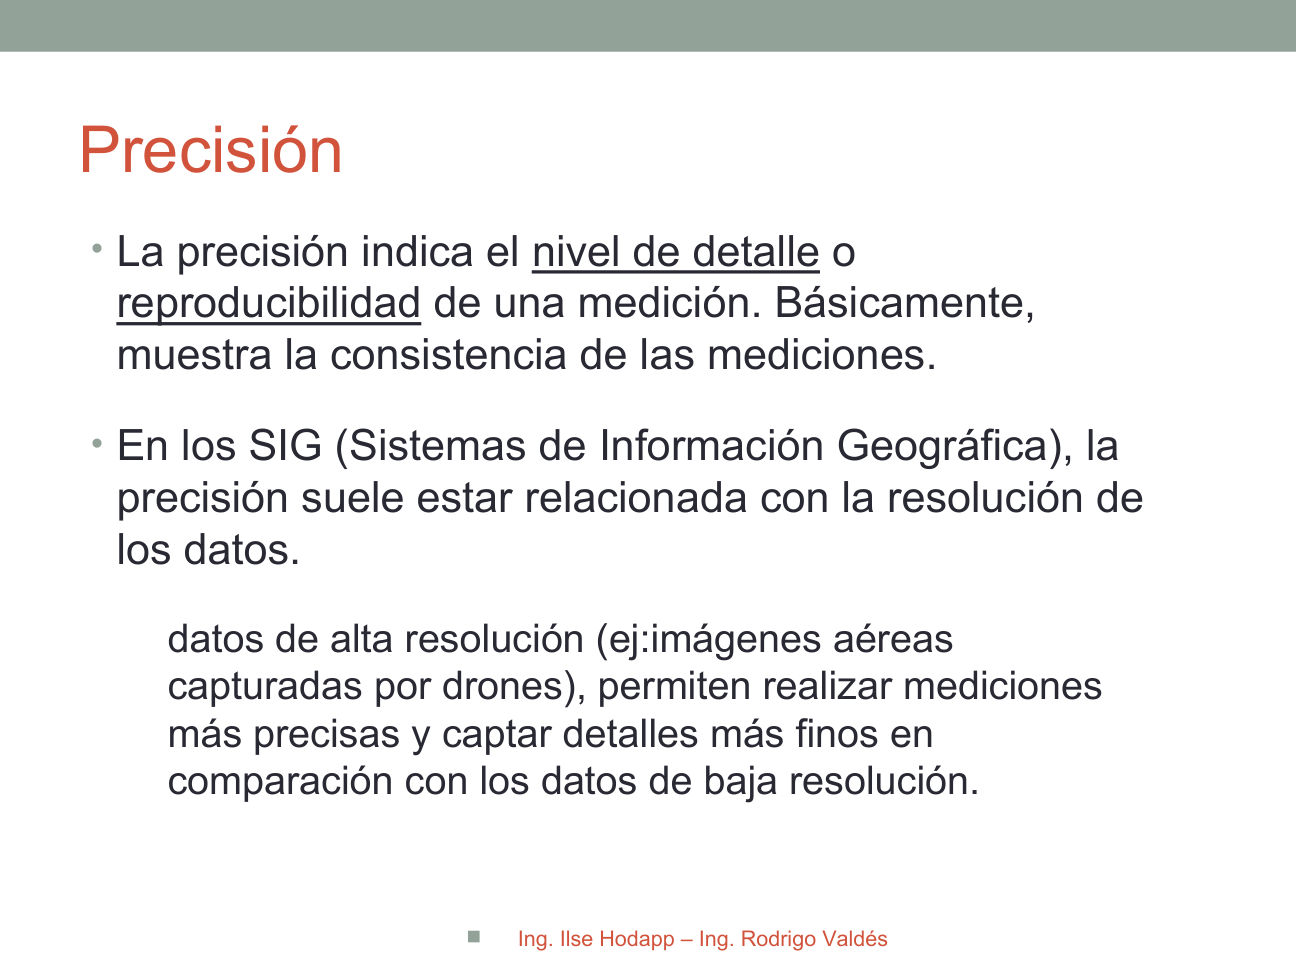 Precisión
• La precisión indica el nivel de detalle o
reproducibilidad de una medición. Básicamente,
muestra la consistencia de las mediciones.
• En los SIG (Sistemas de Información Geográfica), la
precisión suele estar relacionada con la resolución de
los datos.
datos de alta resolución (ej:imágenes aéreas
capturadas por drones), permiten realizar mediciones
más precisas y captar detalles más finos en
comparación con los datos de baja resolución.
■ Ing. Ilse Hodapp – Ing. Rodrigo Valdés